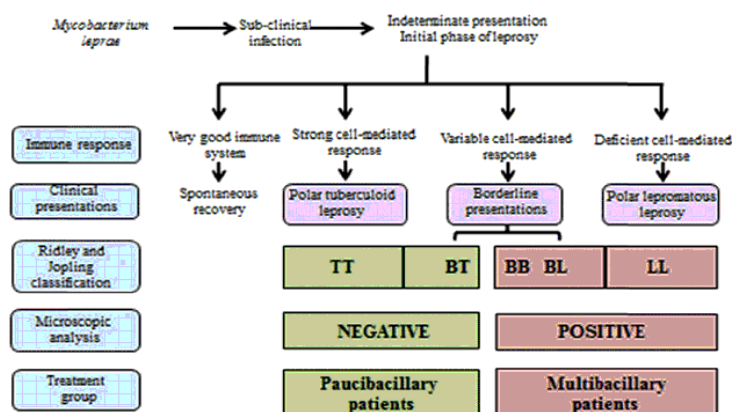 Mycobacterium
leprae
Sub-clinical
infection
Indeterminate presentation
Initial phase of leprosy
Immune response
Very good immune
system
Strong cell-mediated
response
Variable cell-mediated
response
Deficient cell-mediated
response
Clinical
presentations
Spontaneous
recovery
Polar tuberculoid
leprosy
Borderline
presentations
Polar lepromatous
leprosy
Ridley and
Jopling
classification
TT
BT
BB BL
LL
Microscopic
analysis
NEGATIVE
POSITIVE
Treatment
group
Paucibacillary
patients
Multibacillary
patients